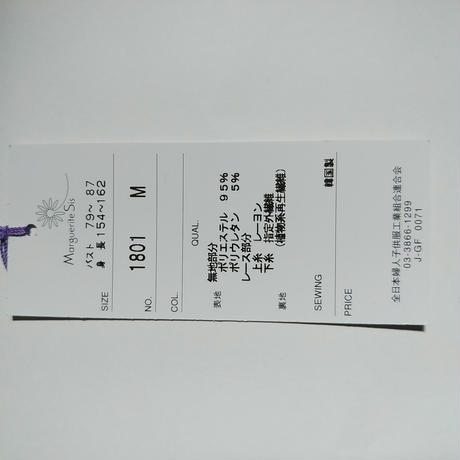 Marguerite Sis
バスト 79～ 87
身 長 154～162
SIZE
1801 M
NO.
COL.
QUAL.
無地部分
表地 ポリエステル 95%
ポリウレタン 5%
レース部分
上糸 レーヨン
下糸 指定外繊維
裏地 (植物系再生繊維)
SEWING 韓国製
PRICE
全日本婦人子供服工業組合連合会
03-3866-1299
J-GF 0071